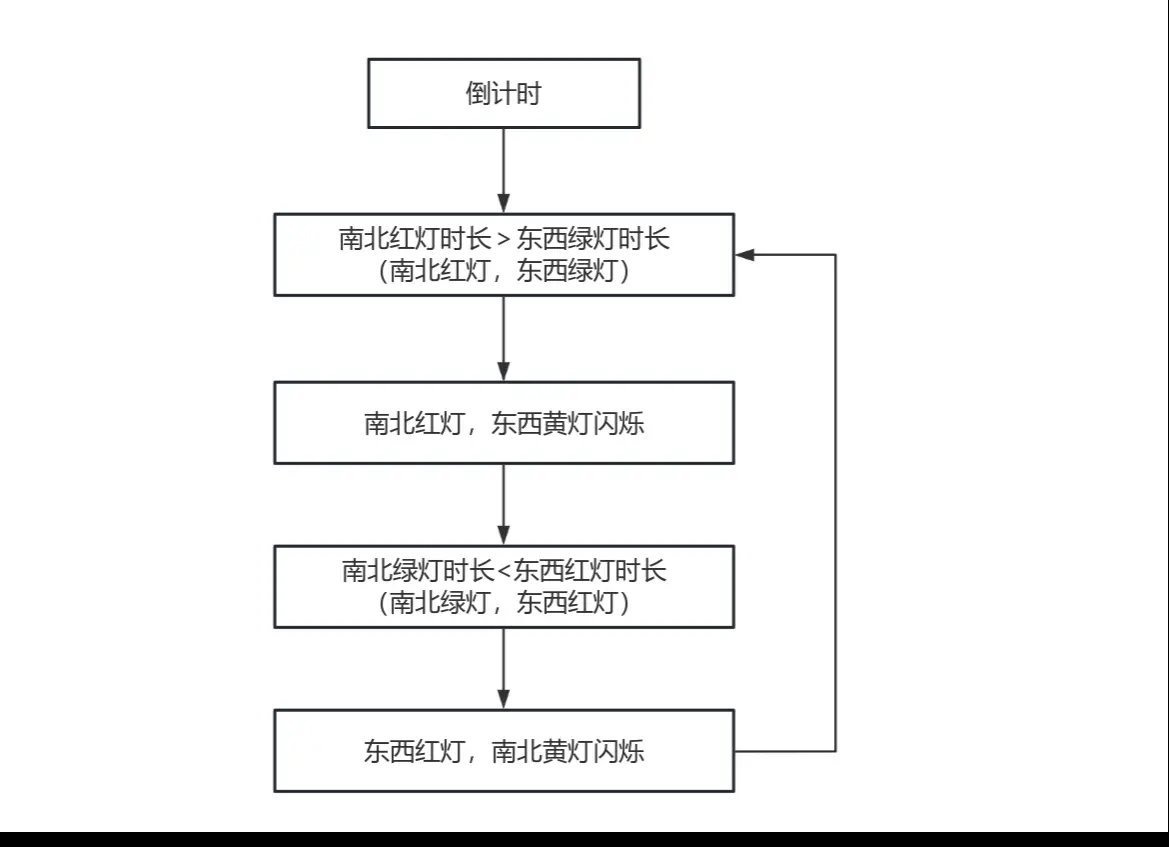 倒计时
南北红灯时长＞东西绿灯时长
（南北红灯，东西绿灯）
南北红灯，东西黄灯闪烁
南北绿灯时长<东西红灯时长
（南北绿灯，东西红灯）
东西红灯，南北黄灯闪烁